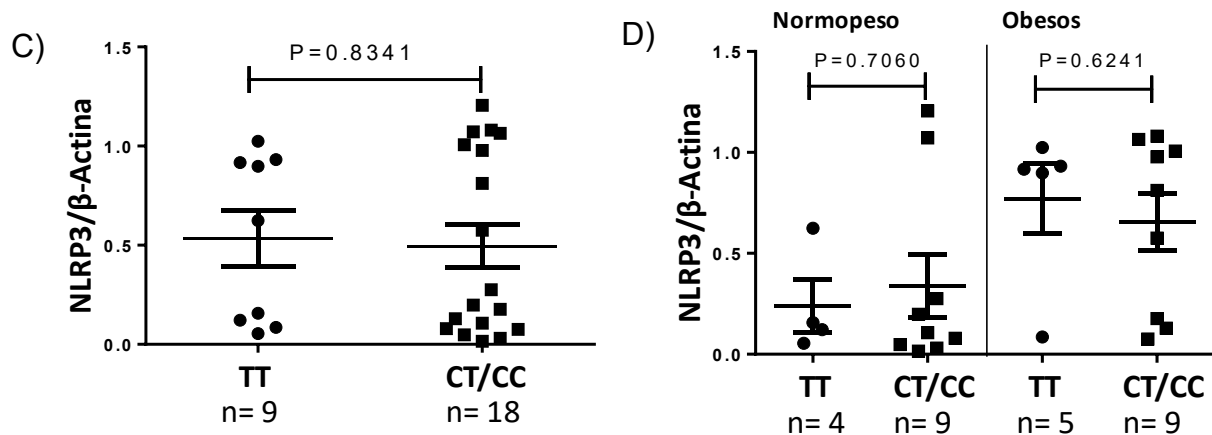 C)
P=0.8341
NLRP3/β-Actina
1.5
1.0
0.5
0.0
TT
CT/CC
n= 9
n= 18
D)
Normopeso
Obesos
P=0.7060
P=0.6241
NLRP3/β-Actina
1.5
1.0
0.5
0.0
TT
CT/CC
TT
CT/CC
n= 4
n= 9
n= 5
n= 9